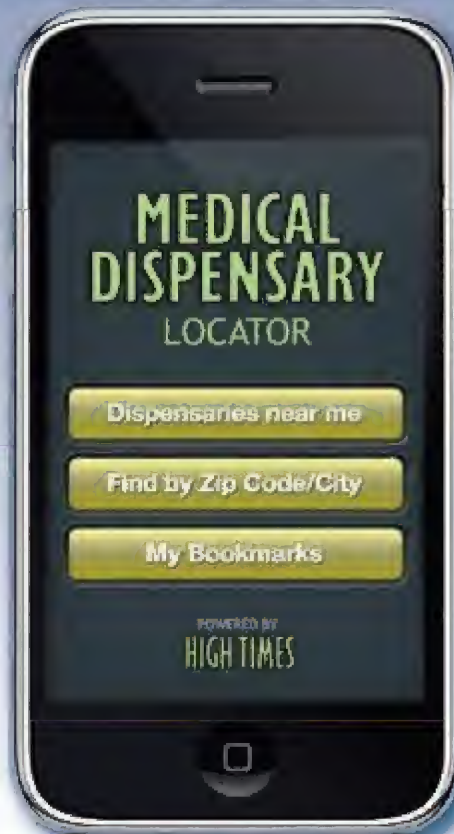 MEDICAL
DISPENSARY
LOCATOR
Dispensaries near me
Find by Zip Code/City
My Bookmarks
POWERED BY
HIGH TIMES